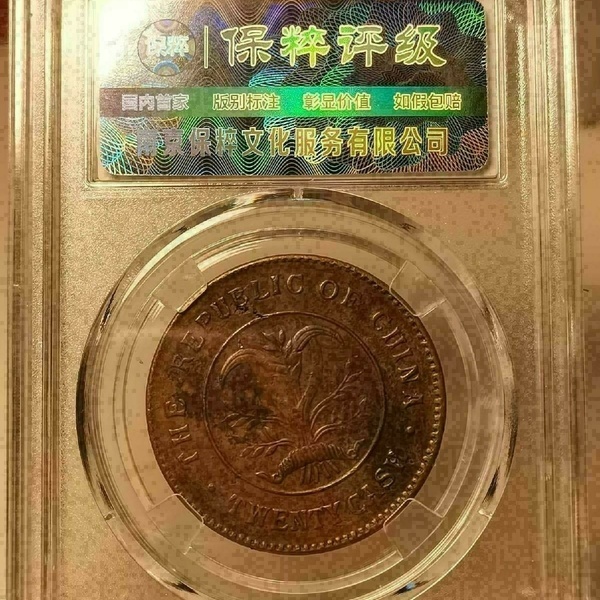 保粹 保粹评级
国内首家 版别标注 彰显价值 如假包赔
南京保粹文化服务有限公司
THE REPUBLIC OF CHINA
TWENTY CASH